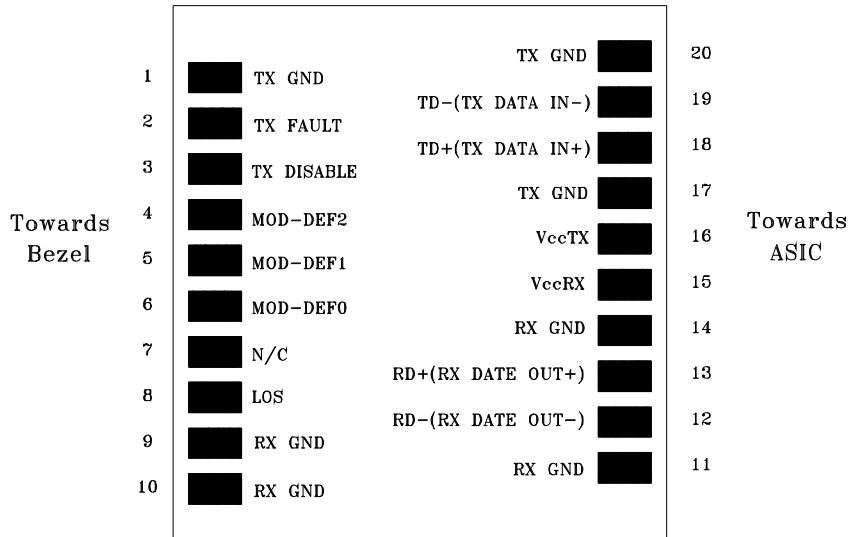 1 TX GND
2 TX FAULT
3 TX DISABLE
4 MOD-DEF2
5 MOD-DEF1
6 MOD-DEF0
7 N/C
8 LOS
9 RX GND
10 RX GND
Towards
Bezel
TX GND 20
TD-(TX DATA IN-) 19
TD+(TX DATA IN+) 18
TX GND 17
VccTX 16
VccRX 15
RX GND 14
RD+(RX DATE OUT+) 13
RD-(RX DATE OUT-) 12
RX GND 11
Towards
ASIC